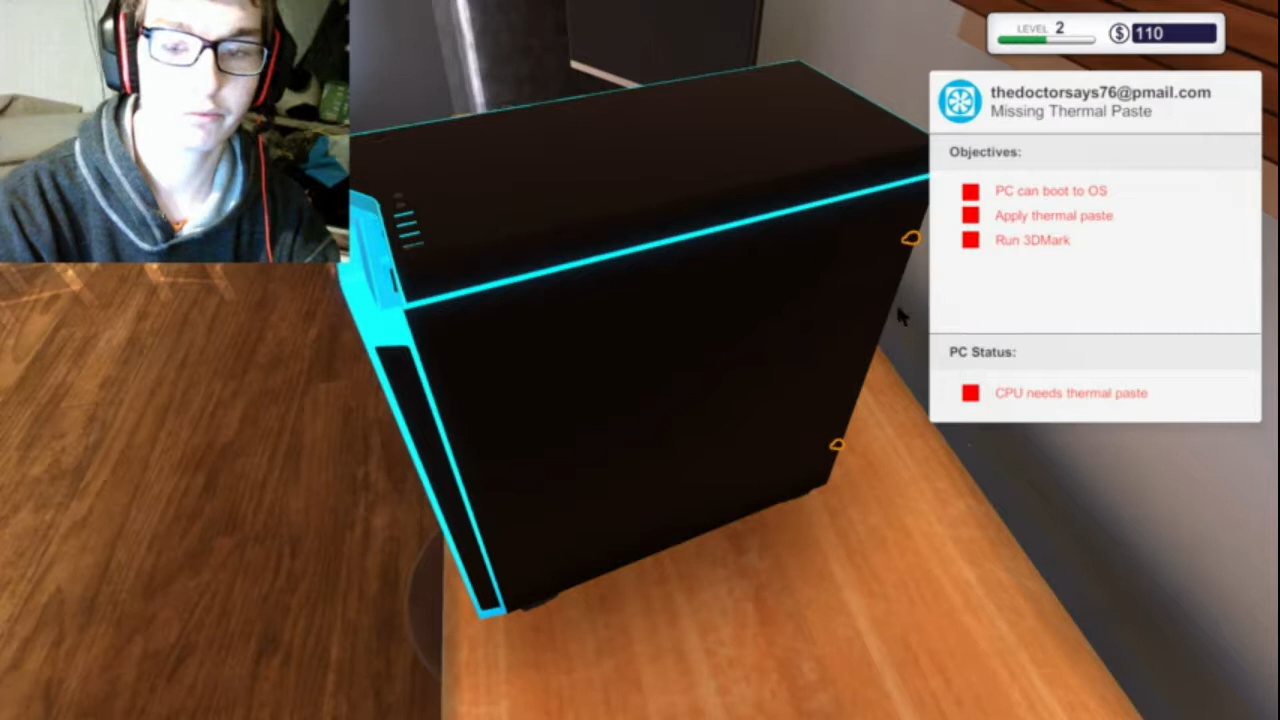 LEVEL 2
$ 110
thedoctorsays76@pmail.com
Missing Thermal Paste
Objectives:
PC can boot to OS
Apply thermal paste
Run 3DMark
PC Status:
CPU needs thermal paste